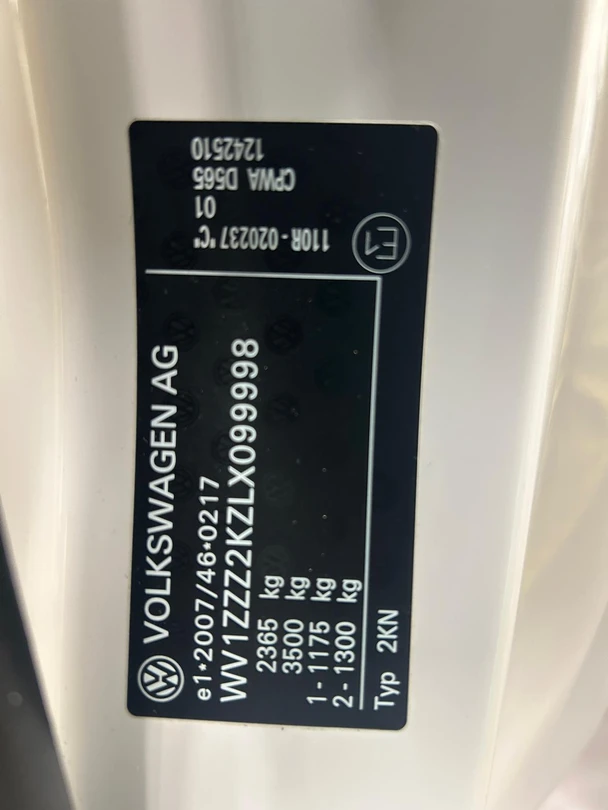 VOLKSWAGEN AG
e1*2007/46*0217
WV1ZZZ2KZLX099998
2365 kg
3500 kg
1- 1175 kg
2- 1300 kg
Typ 2KN
E1
110R-020237 "C"
01
CPWA D565
1242510